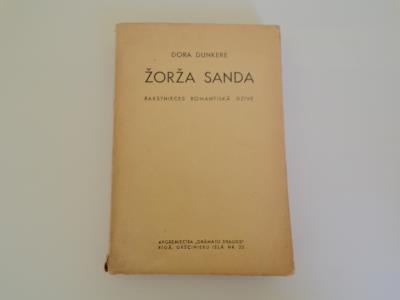 DORA DUNKERE
ŽORŽA SANDA
RAKSTNIECES ROMANTISKĀ DZĪVE
APGĀDNIECĪBA „GRĀMATU DRAUGS"
RĪGĀ, GRĒCINIEKU IELĀ NR. 22